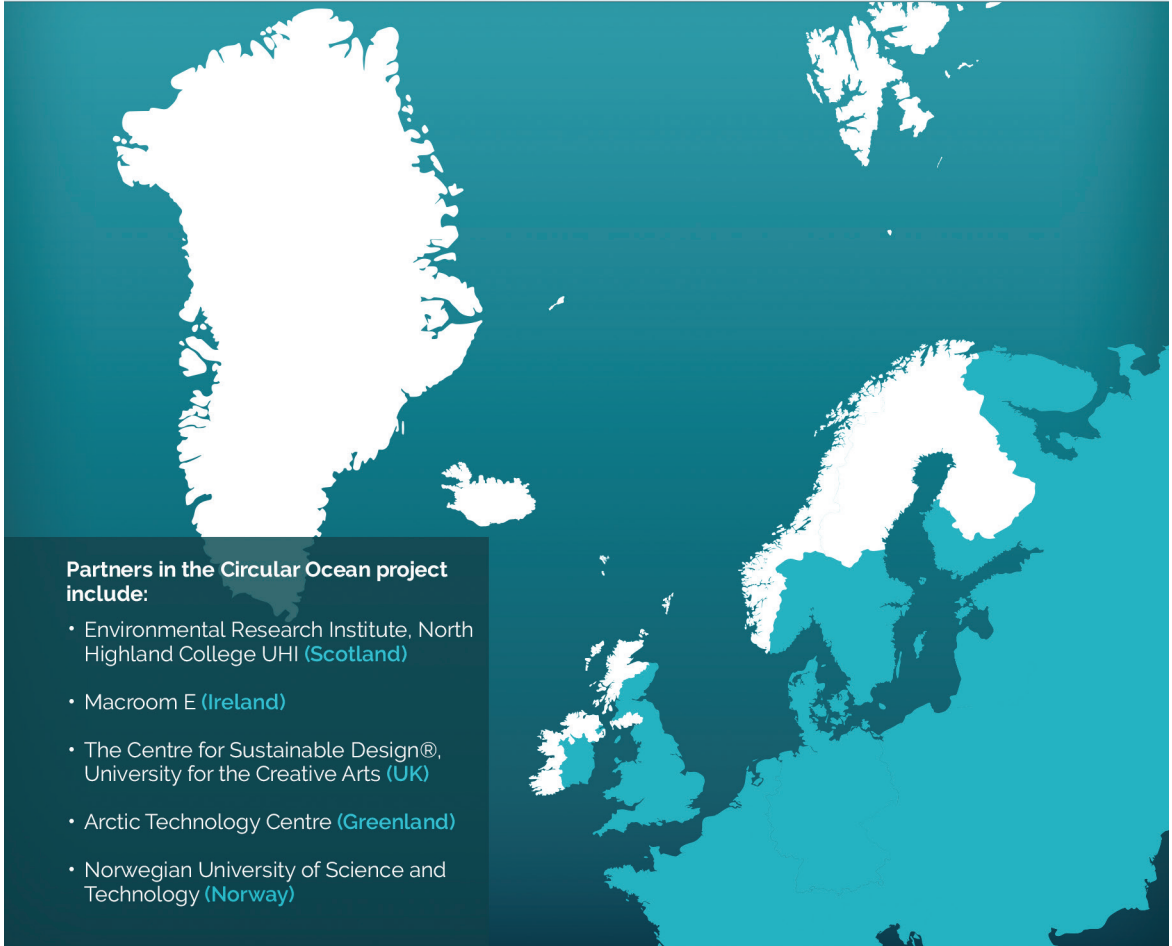 Partners in the Circular Ocean project
include:
• Environmental Research Institute, North
Highland College UHI (Scotland)
• Macroom E (Ireland)
• The Centre for Sustainable Design®,
University for the Creative Arts (UK)
• Arctic Technology Centre (Greenland)
• Norwegian University of Science and
Technology (Norway)